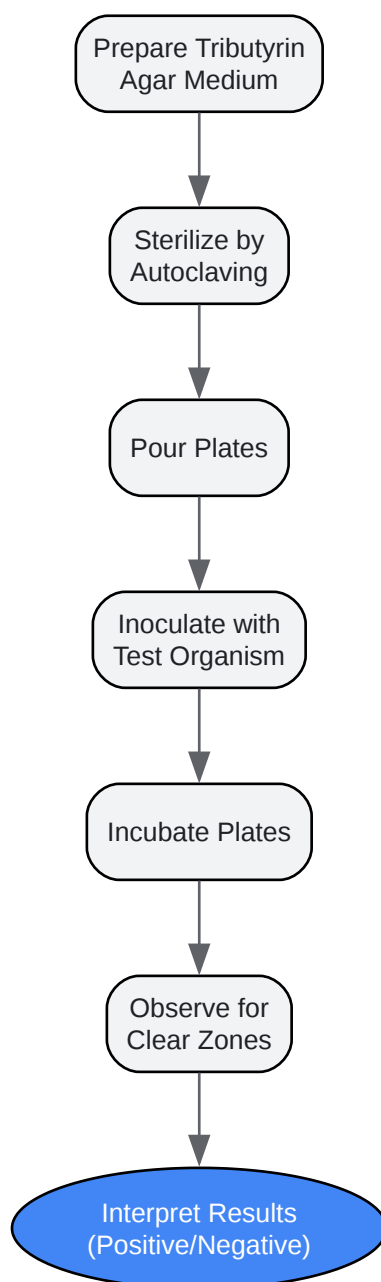 Prepare Tributyrin
Agar Medium
Sterilize by
Autoclaving
Pour Plates
Inoculate with
Test Organism
Incubate Plates
Observe for
Clear Zones
Interpret Results
(Positive/Negative)